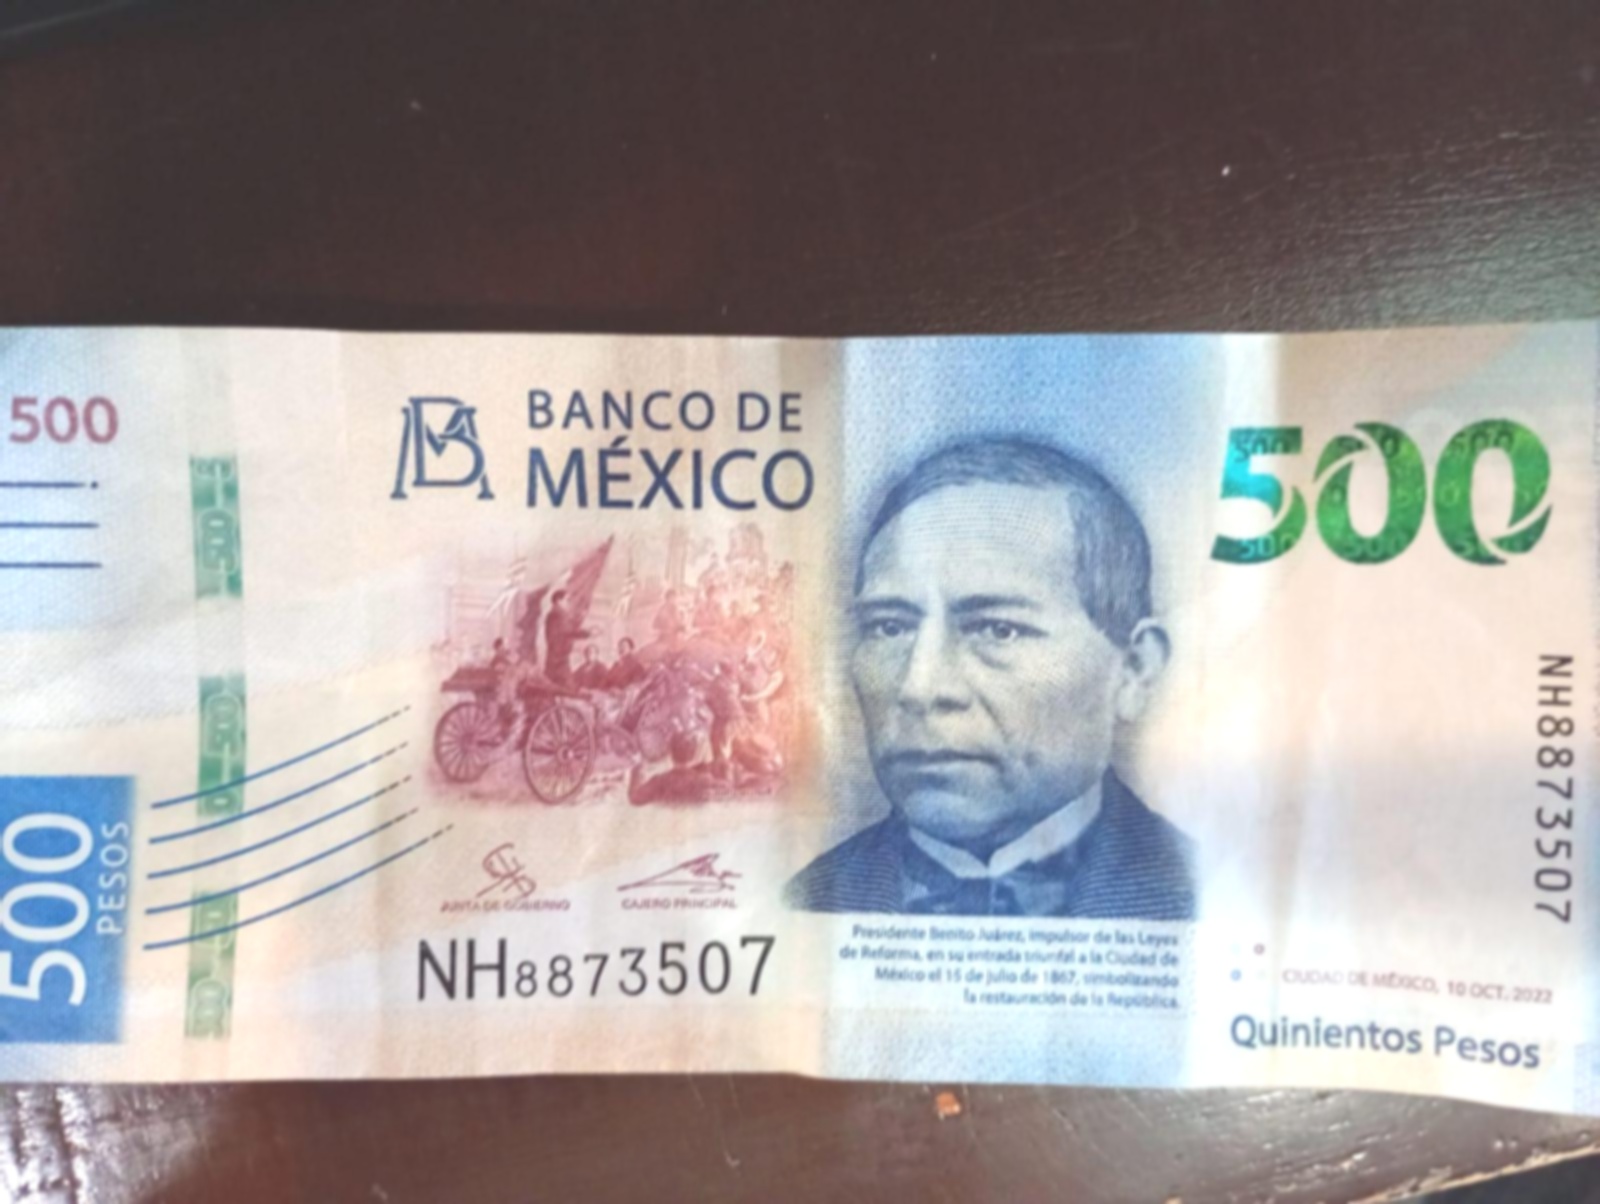 500
BM
BANCO DE
MÉXICO
500
500
PESOS
JUNTA DE GOBIERNO
CAJERO PRINCIPAL
NH8873507
Presidente Benito Juárez, impulsor de las Leyes
de Reforma, en su entrada triunfal a la Ciudad de
México el 15 de julio de 1867, simbolizando
la restauración de la República.
NH8873507
CIUDAD DE MÉXICO, 10 OCT. 2022
Quinientos Pesos